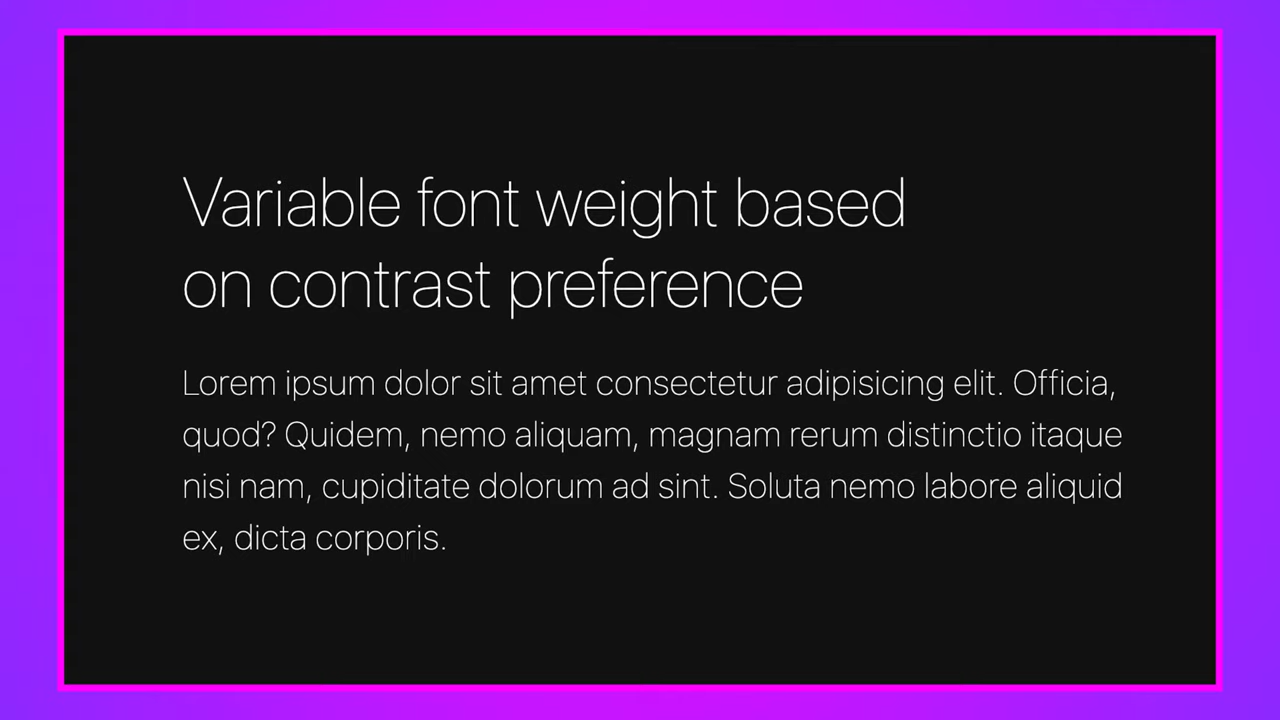 Variable font weight based
on contrast preference
Lorem ipsum dolor sit amet consectetur adipisicing elit. Officia,
quod? Quidem, nemo aliquam, magnam rerum distinctio itaque
nisi nam, cupiditate dolorum ad sint. Soluta nemo labore aliquid
ex, dicta corporis.